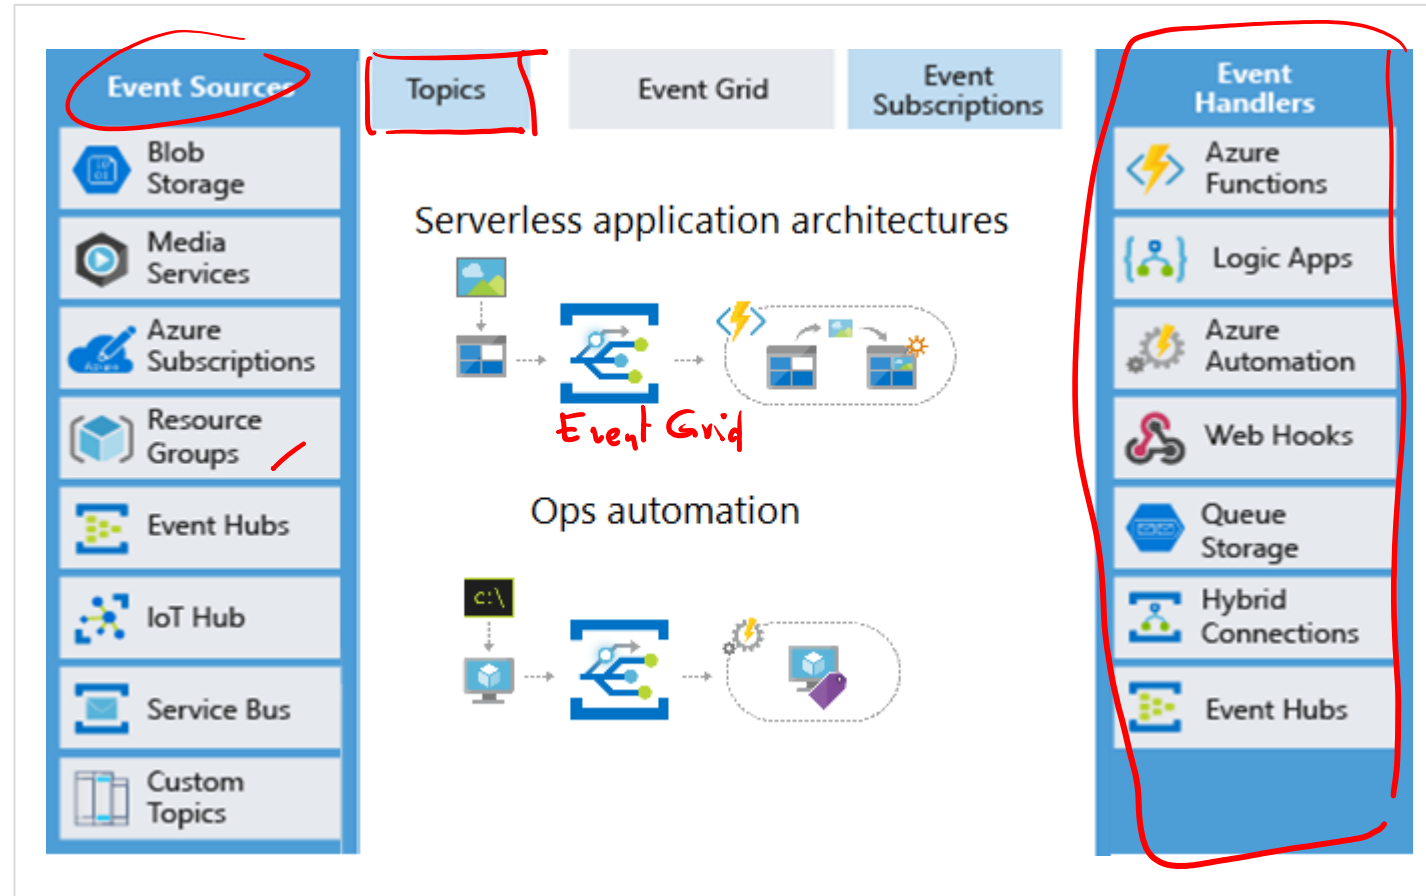 Event Sources
Topics
Event Grid
Event
Subscriptions
Event
Handlers
Blob
Storage
Media
Services
Azure
Subscriptions
Resource
Groups
Event Hubs
IoT Hub
Service Bus
Custom
Topics
Serverless application architectures
Event Grid
Ops automation
C:\
Azure
Functions
Logic Apps
Azure
Automation
Web Hooks
Queue
Storage
Hybrid
Connections
Event Hubs